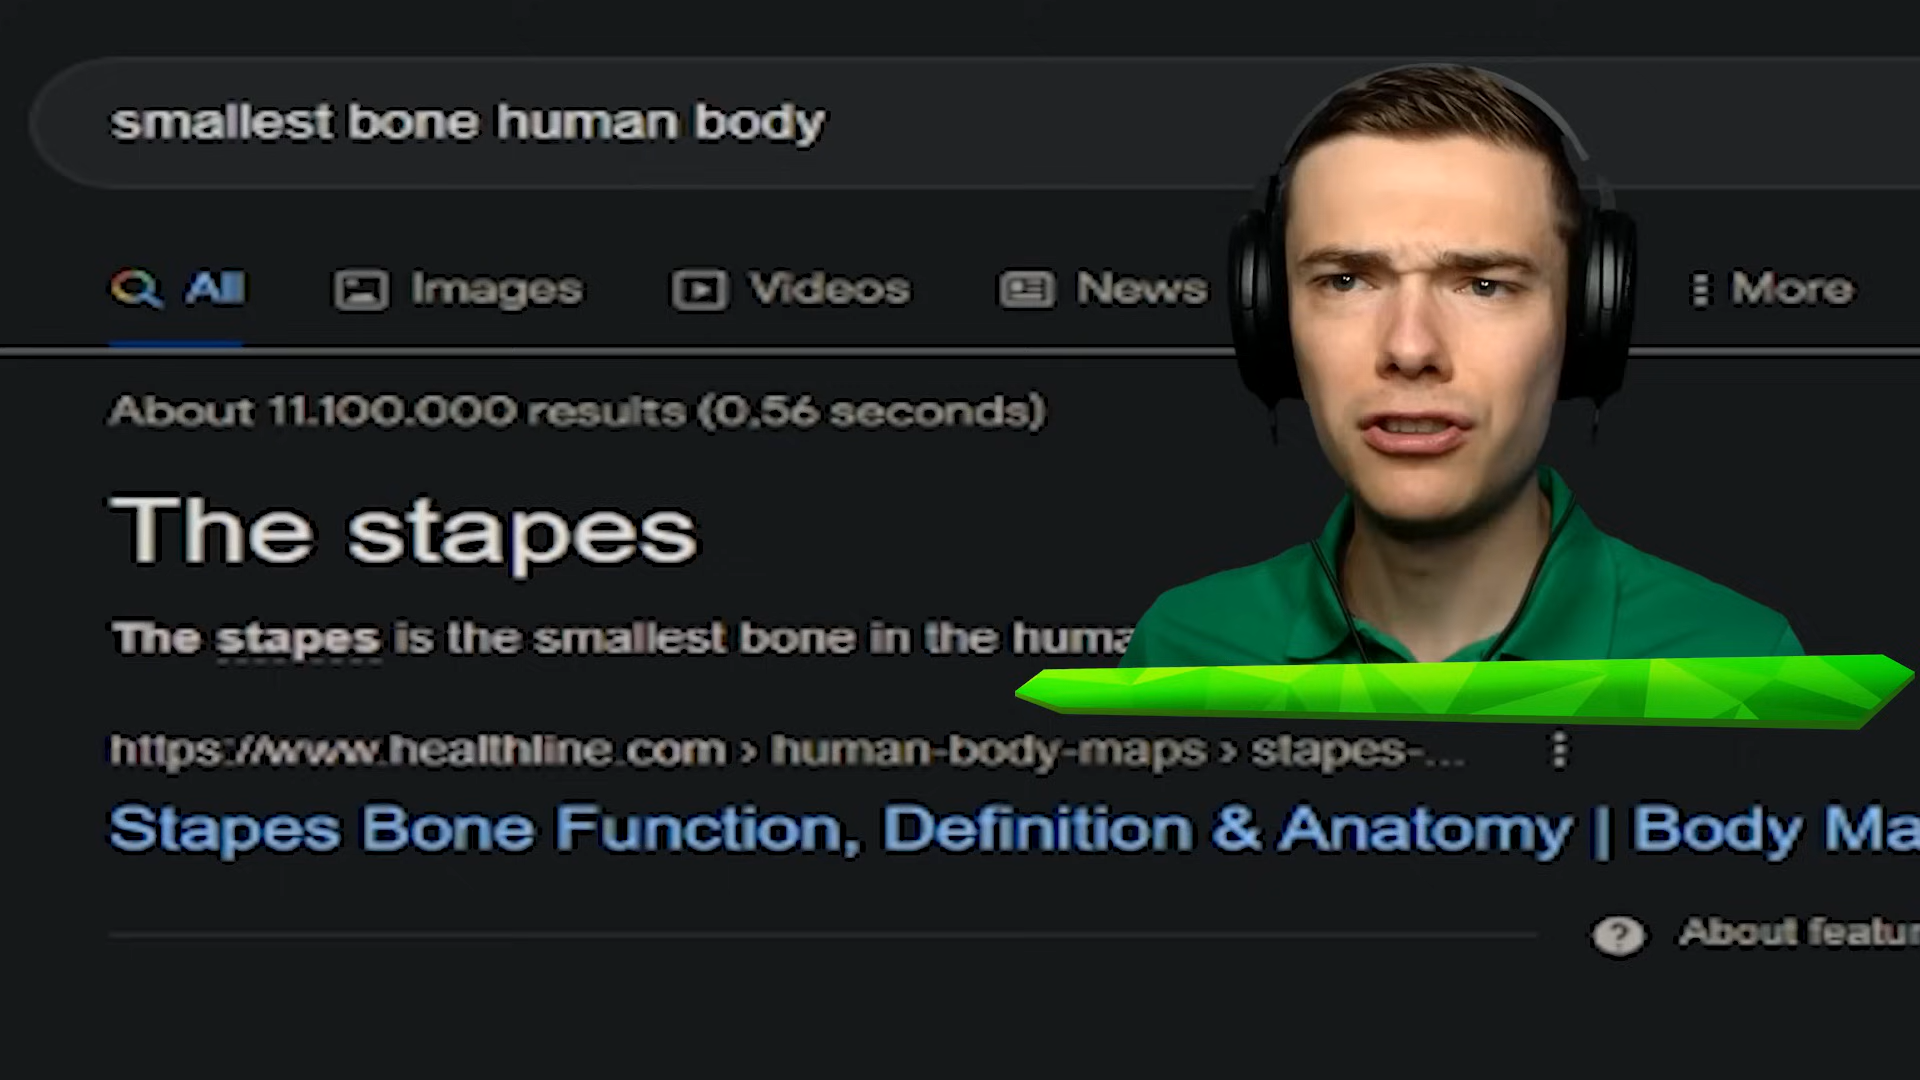 smallest bone human body
All Images Videos News More
About 11.100.000 results (0,56 seconds)
The stapes
The stapes is the smallest bone in the huma
https://www.healthline.com › human-body-maps › stapes-...
Stapes Bone Function, Definition & Anatomy | Body Ma
About featur